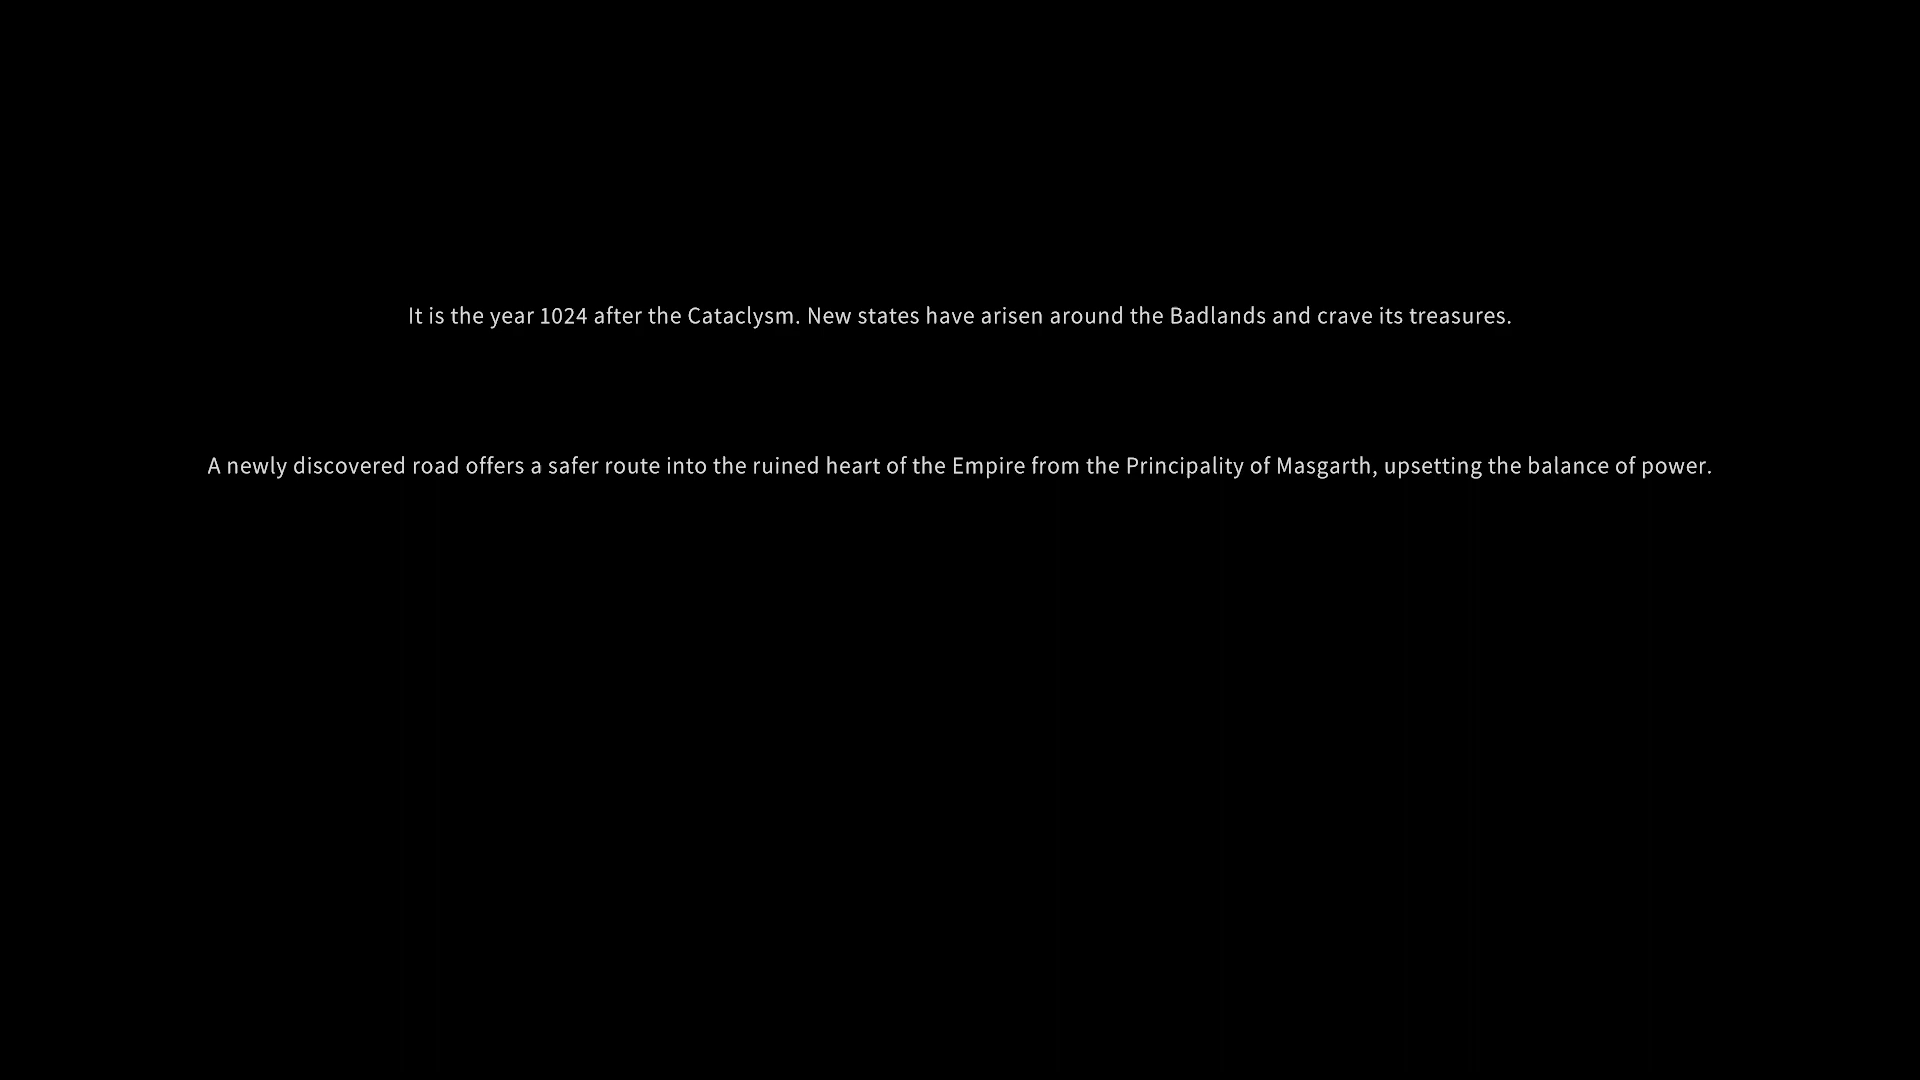 It is the year 1024 after the Cataclysm. New states have arisen around the Badlands and crave its treasures.
A newly discovered road offers a safer route into the ruined heart of the Empire from the Principality of Masgarth, upsetting the balance of power.